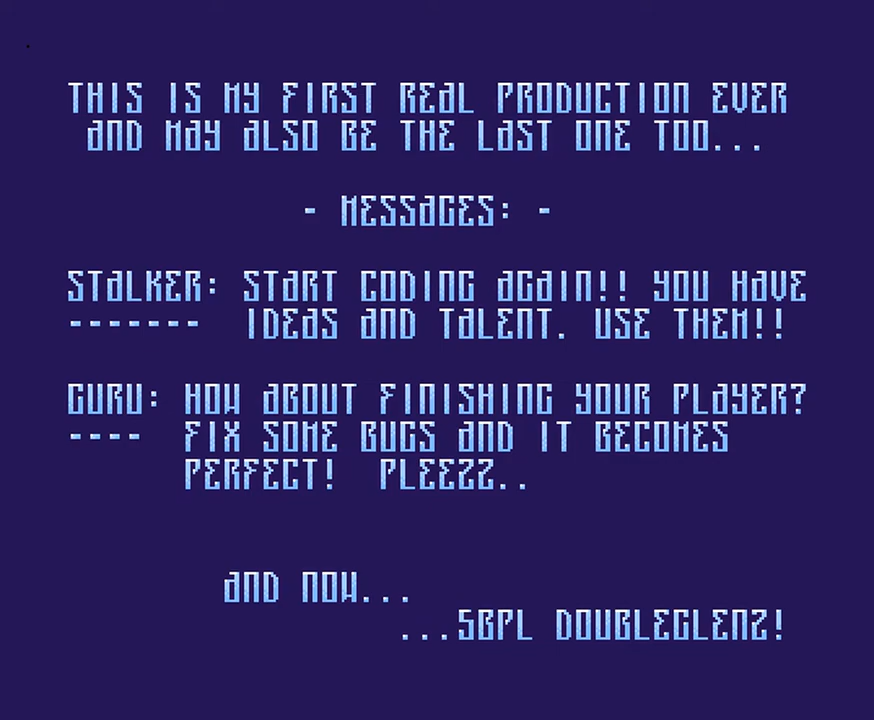 THIS IS MY FIRST REAL PRODUCTION EVER
AND MAY ALSO BE THE LAST ONE TOO...
- MESSAGES: -
STALKER: START CODING AGAIN!! YOU HAVE
------- IDEAS AND TALENT. USE THEM!!
GURU: HOW ABOUT FINISHING YOUR PLAYER?
---- FIX SOME BUGS AND IT BECOMES
PERFECT! PLEEZZ..
AND NOW...
...5BPL DOUBLEGLENZ!